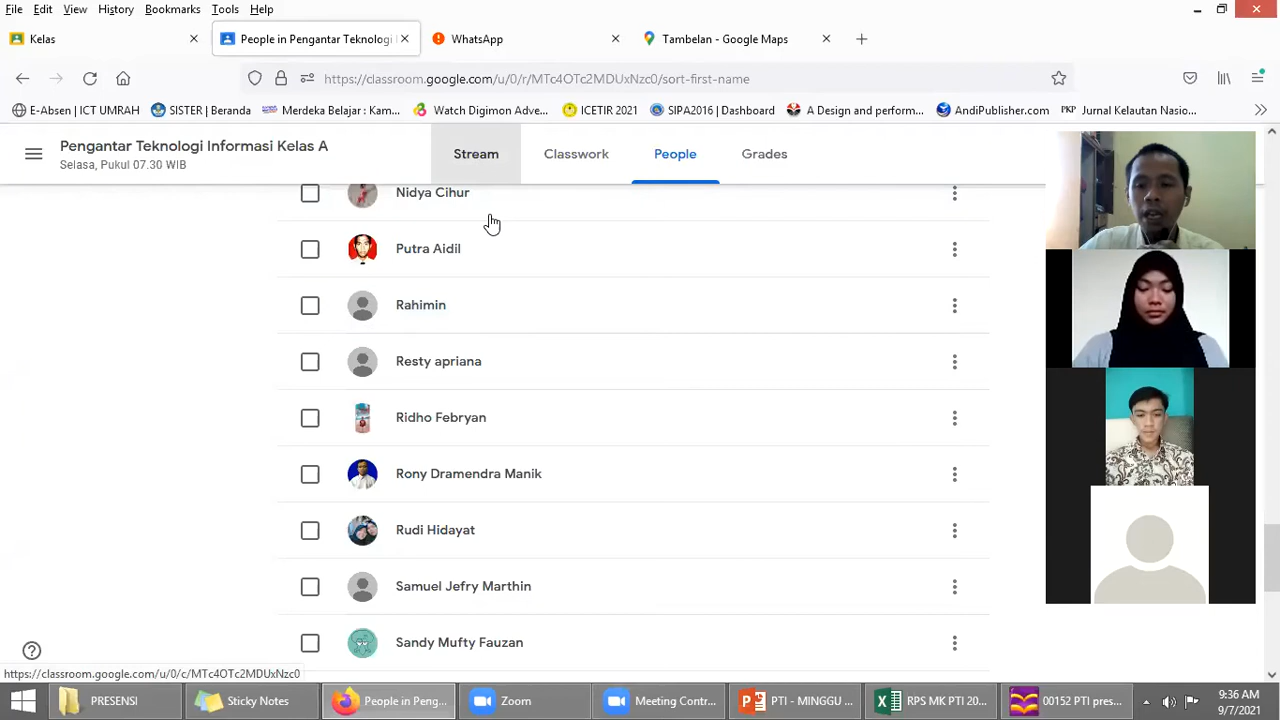 File Edit View History Bookmarks Tools Help
Kelas
People in Pengantar Teknologi
WhatsApp
Tambelan - Google Maps
https://classroom.google.com/u/0/r/MTc4OTc2MDUxNzc0/sort-first-name
E-Absen | ICT UMRAH
SISTER | Beranda
Merdeka Belajar : Kam...
Watch Digimon Adve...
ICETIR 2021
SIPA2016 | Dashboard
A Design and perform...
AndiPublisher.com
PKP Jurnal Kelautan Nasio...
Pengantar Teknologi Informasi Kelas A
Selasa, Pukul 07.30 WIB
Stream
Classwork
People
Grades
Nidya Cihur
Putra Aidil
Rahimin
Resty apriana
Ridho Febryan
Rony Dramendra Manik
Rudi Hidayat
Samuel Jefry Marthin
Sandy Mufty Fauzan
https://classroom.google.com/u/0/c/MTc4OTc2MDUxNzc0
PRESENSI
Sticky Notes
People in Peng...
Zoom
Meeting Contr...
PTI - MINGGU ...
RPS MK PTI 20...
00152 PTI pres...
9:36 AM
9/7/2021